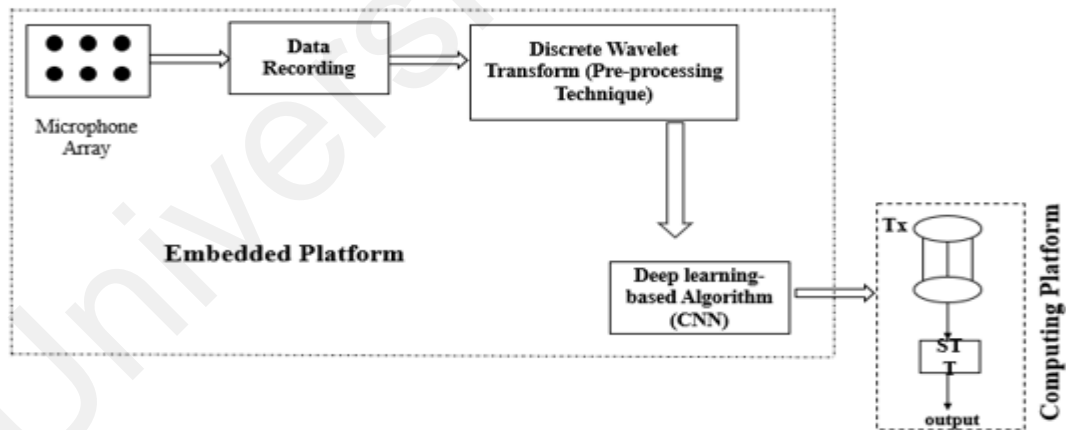 Data
Recording
Discrete Wavelet
Transform (Pre-processing
Technique)
Microphone
Array
Embedded Platform
Deep learning-
based Algorithm
(CNN)
Tx
ST
T
output
Computing Platform
Univers